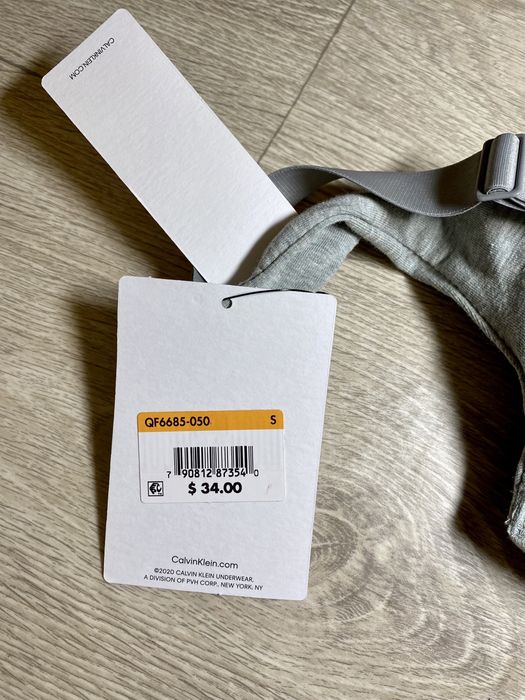 CALVINKLEIN.COM
QF6685-050 S
7 90812 87354 0
$ 34.00
CalvinKlein.com
©2020 CALVIN KLEIN UNDERWEAR.
A DIVISION OF PVH CORP., NEW YORK. NY